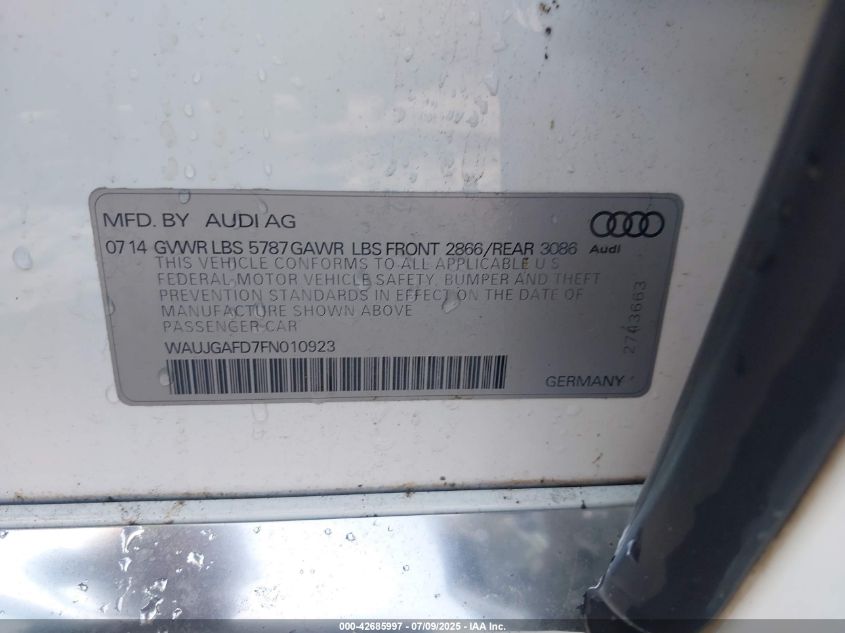 MFD. BY AUDI AG
Audi
07 14 GVWR LBS 5787 GAWR LBS FRONT 2866/REAR 3086
THIS VEHICLE CONFORMS TO ALL APPLICABLE U S
FEDERAL MOTOR VEHICLE SAFETY, BUMPER AND THEFT
PREVENTION STANDARDS IN EFFECT ON THE DATE OF
MANUFACTURE SHOWN ABOVE
PASSENGER CAR
WAUJGAFD7FN010923
2743663
GERMANY
000-42685997 - 07/09/2025 - IAA Inc.